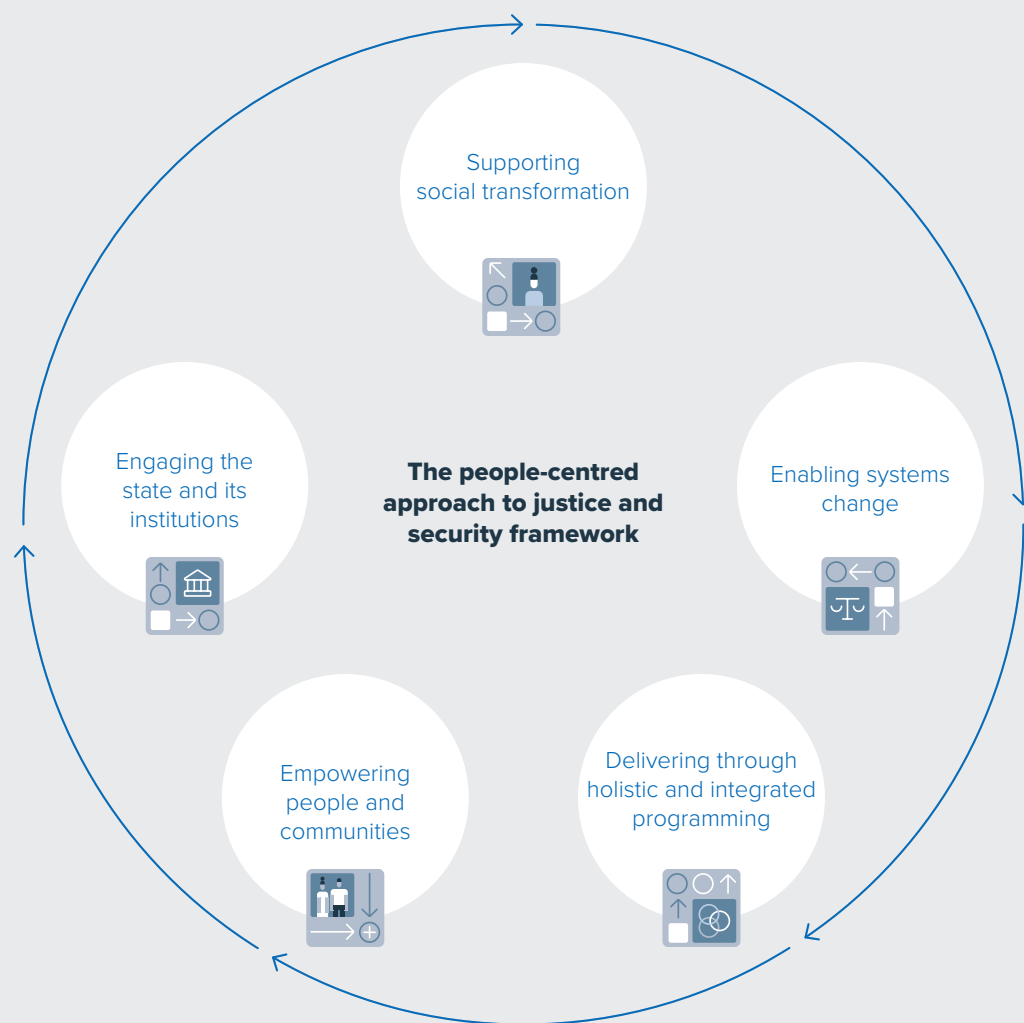 Supporting
social transformation
Engaging the
state and its
institutions
The people-centred
approach to justice and
security framework
Enabling systems
change
Empowering
people and
communities
Delivering through
holistic and integrated
programming